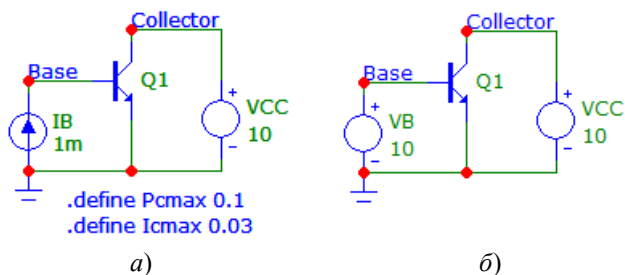 Collector
Base
Q1
IB
1m
+
VCC
10
-
.define Pcmax 0.1
.define Icmax 0.03
а)
Collector
Base
Q1
+
VB
10
-
+
VCC
10
-
б)